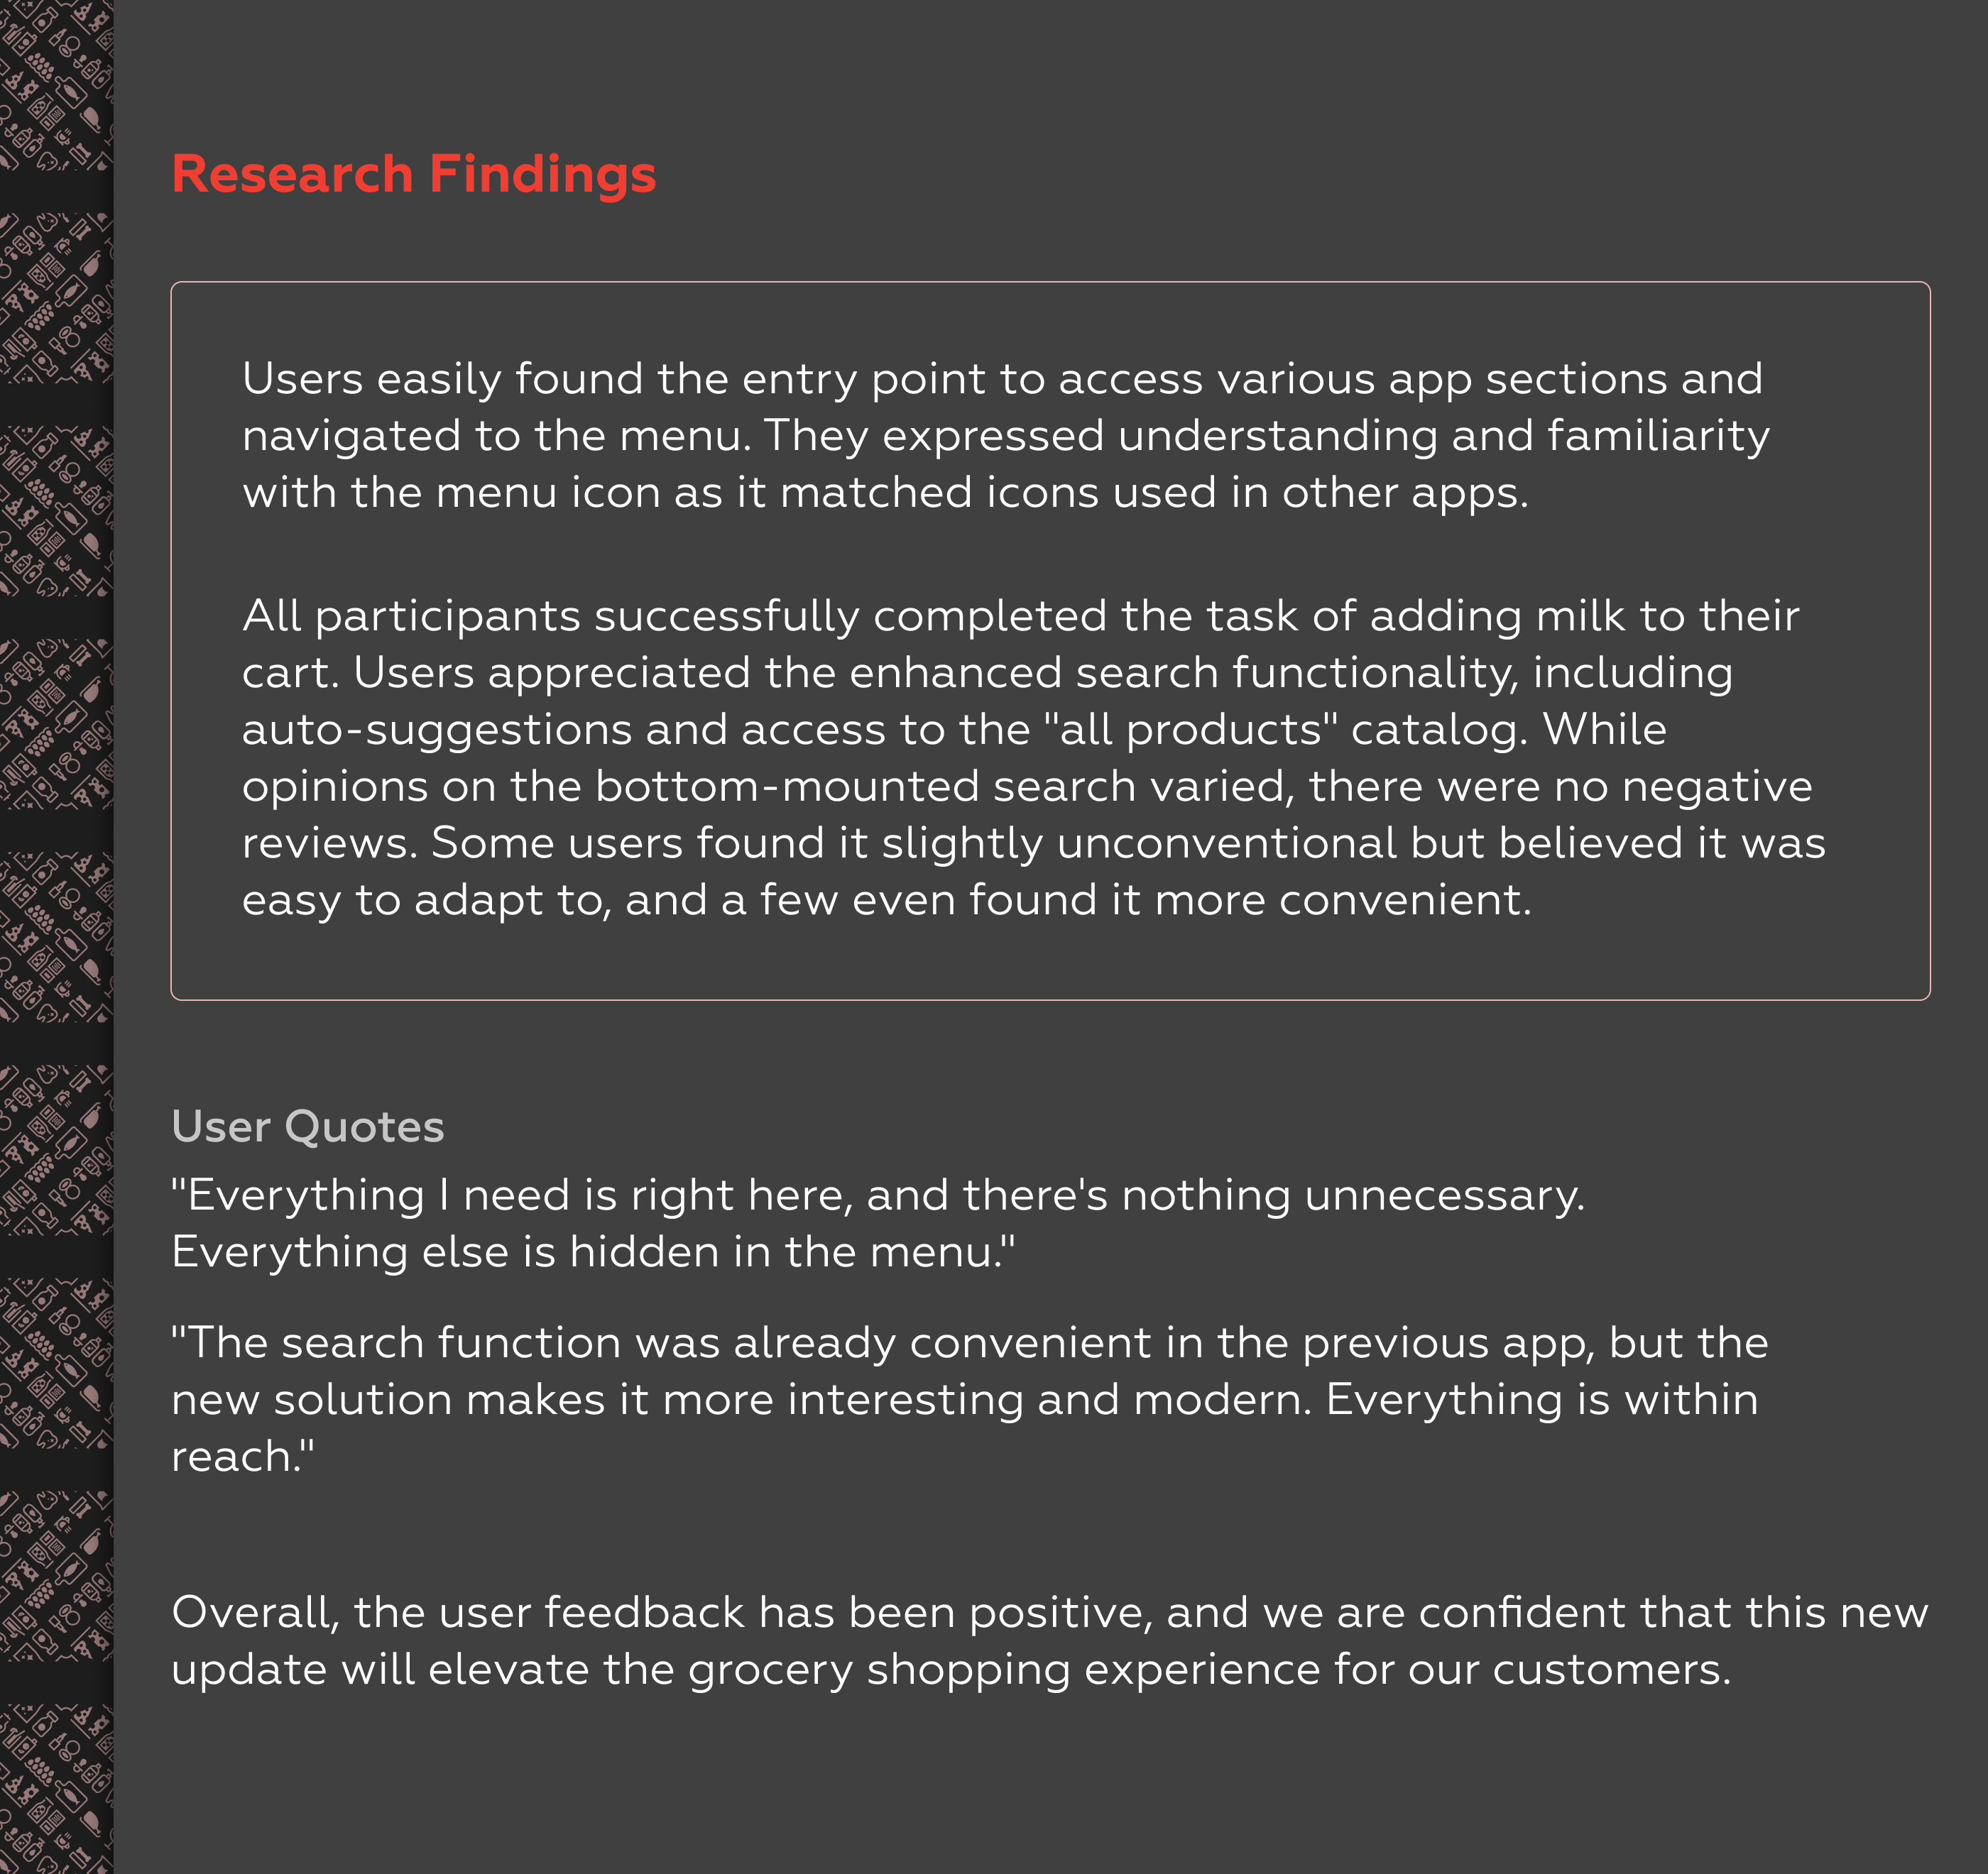 Research Findings
Users easily found the entry point to access various app sections and
navigated to the menu. They expressed understanding and familiarity
with the menu icon as it matched icons used in other apps.
All participants successfully completed the task of adding milk to their
cart. Users appreciated the enhanced search functionality, including
auto-suggestions and access to the "all products" catalog. While
opinions on the bottom-mounted search varied, there were no negative
reviews. Some users found it slightly unconventional but believed it was
easy to adapt to, and a few even found it more convenient.
User Quotes
"Everything I need is right here, and there's nothing unnecessary.
Everything else is hidden in the menu."
"The search function was already convenient in the previous app, but the
new solution makes it more interesting and modern. Everything is within
reach."
Overall, the user feedback has been positive, and we are confident that this new
update will elevate the grocery shopping experience for our customers.